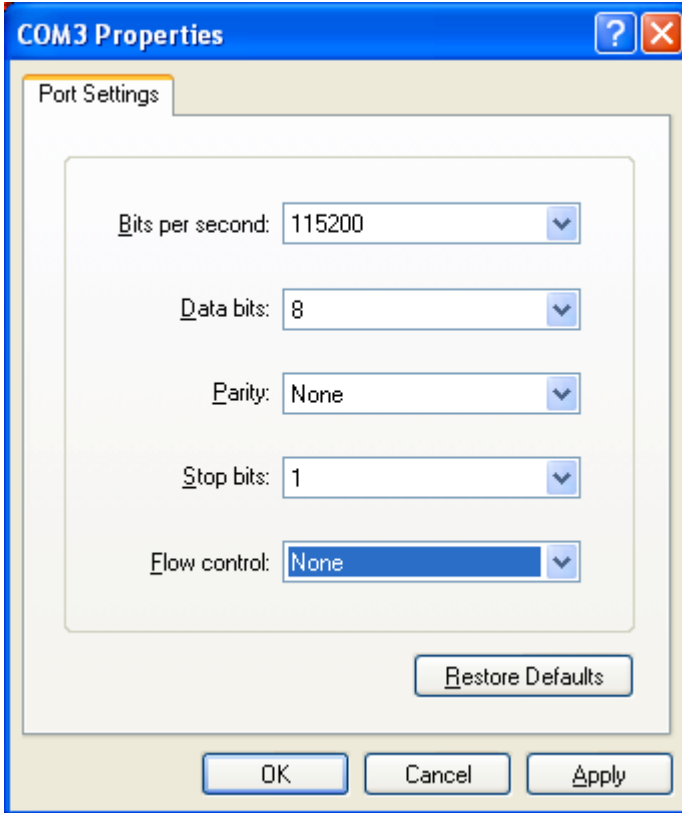 COM3 Properties
Port Settings
Bits per second: 115200
Data bits: 8
Parity: None
Stop bits: 1
Flow control: None
Restore Defaults
OK Cancel Apply